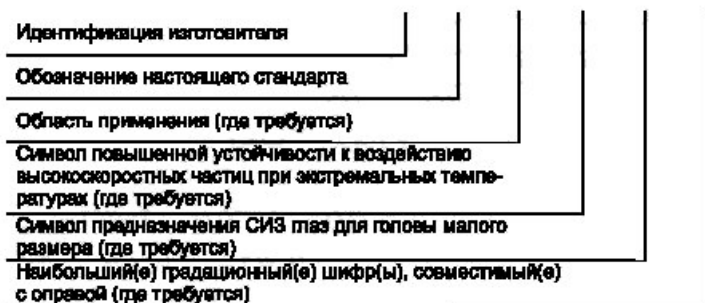 Идентификация изготовителя
Обозначение настоящего стандарта
Область применения (где требуется)
Символ повышенной устойчивости к воздействию
высокоскоростных частиц при экстремальных темпе-
ратурах (где требуется)
Символ предназначения СИЗ глаз для головы малого
размера (где требуется)
Наибольший(е) градационный(е) шифр(ы), совместимый(е)
с оправой (где требуется)